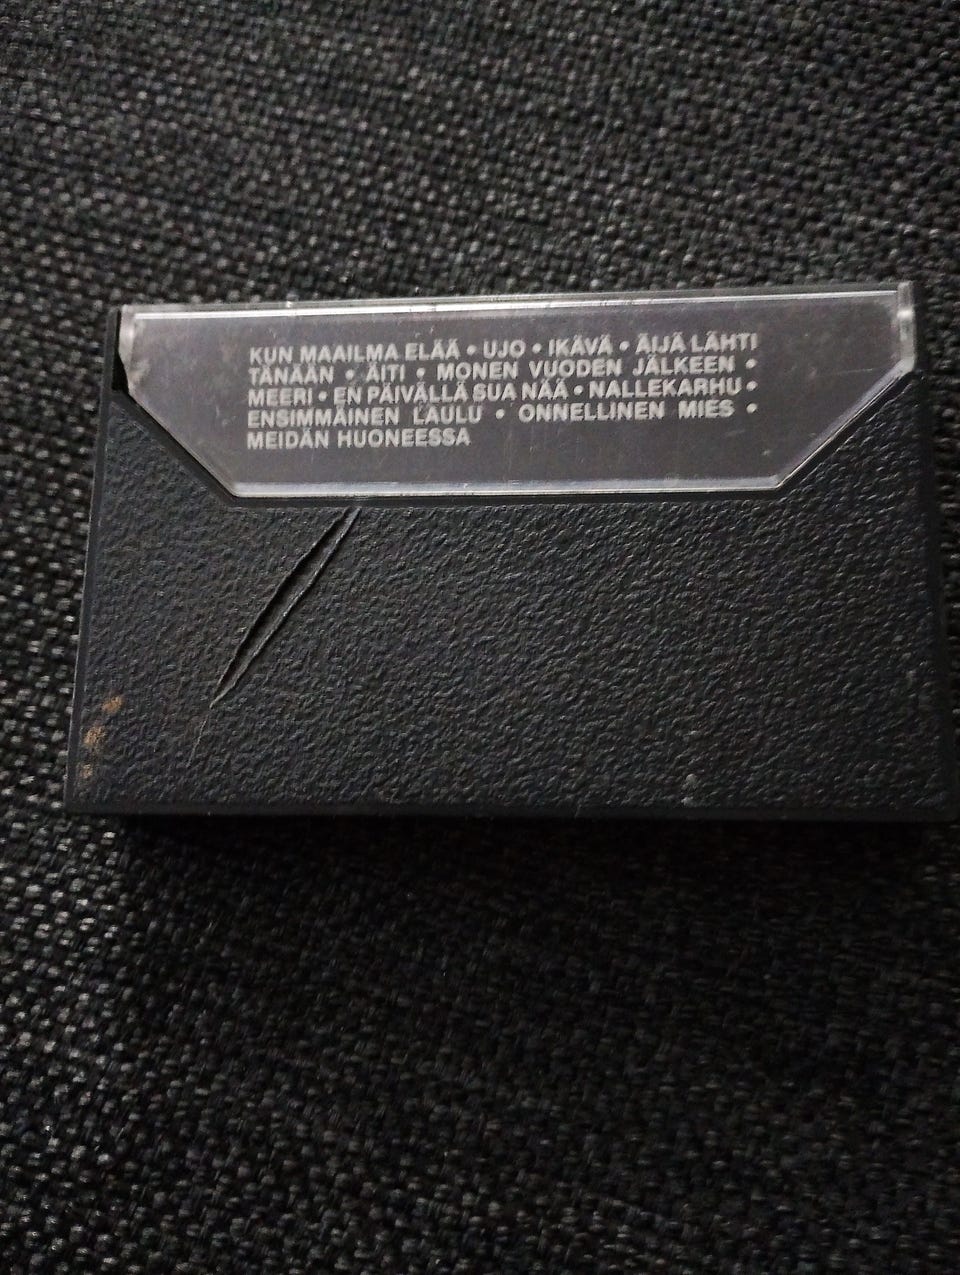 KUN MAAILMA ELÄÄ • UJO • IKÄVÄ • ÄIJÄ LÄHTI
TÄNÄÄN • ÄITI • MONEN VUODEN JÄLKEEN •
MEERI • EN PÄIVÄLLÄ SUA NÄÄ • NALLEKARHU •
ENSIMMÄINEN LAULU • ONNELLINEN MIES •
MEIDÄN HUONEESSA